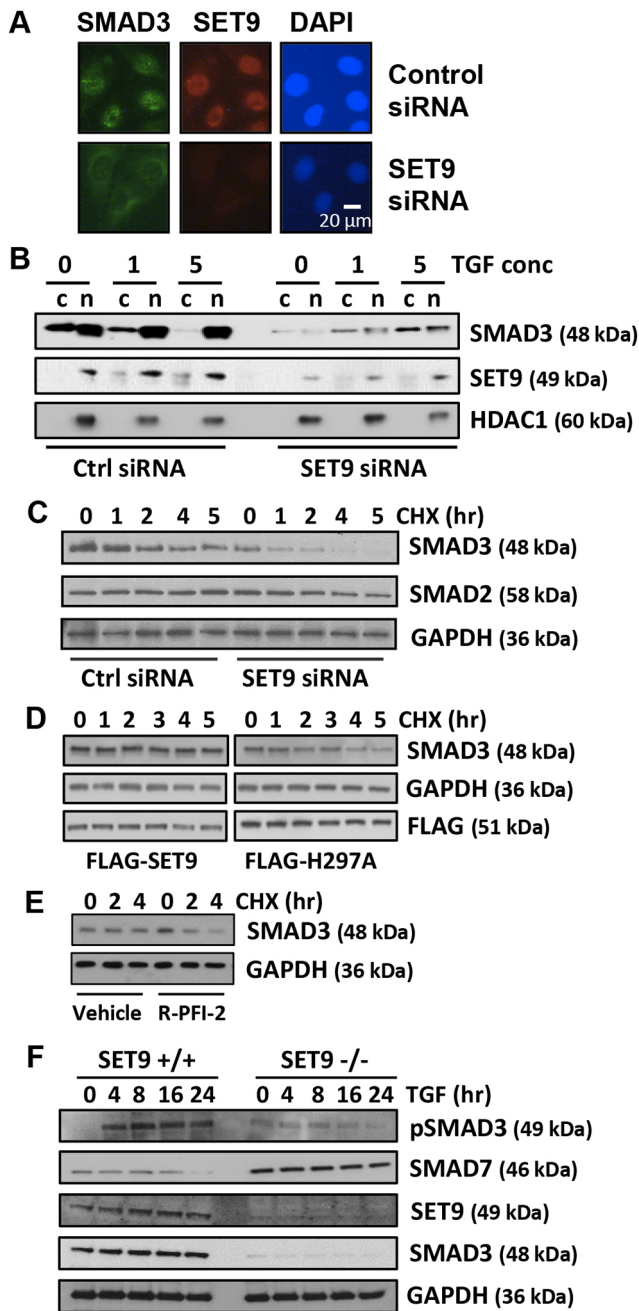 A
SMAD3 SET9 DAPI
Control
siRNA
SET9
siRNA
20 µm
B
0 1 5 0 1 5 TGF conc
c n c n c n c n c n c n
SMAD3 (48 kDa)
SET9 (49 kDa)
HDAC1 (60 kDa)
Ctrl siRNA SET9 siRNA
C
0 1 2 4 5 0 1 2 4 5 CHX (hr)
SMAD3 (48 kDa)
SMAD2 (58 kDa)
GAPDH (36 kDa)
Ctrl siRNA SET9 siRNA
D
0 1 2 3 4 5 0 1 2 3 4 5 CHX (hr)
SMAD3 (48 kDa)
GAPDH (36 kDa)
FLAG (51 kDa)
FLAG-SET9 FLAG-H297A
E
0 2 4 0 2 4 CHX (hr)
SMAD3 (48 kDa)
GAPDH (36 kDa)
Vehicle R-PFI-2
F
SET9 +/+ SET9 -/-
0 4 8 16 24 0 4 8 16 24 TGF (hr)
pSMAD3 (49 kDa)
SMAD7 (46 kDa)
SET9 (49 kDa)
SMAD3 (48 kDa)
GAPDH (36 kDa)